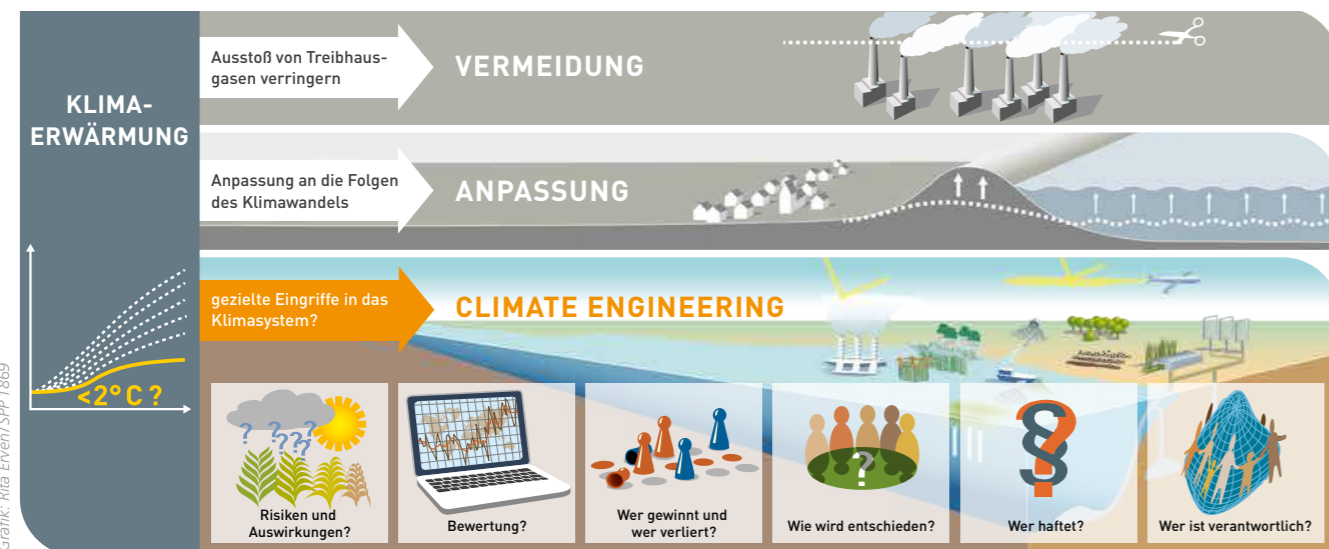 KLIMA-
ERWÄRMUNG
<2° C ?
Ausstoß von Treibhaus-
gasen verringern
VERMEIDUNG
Anpassung an die Folgen
des Klimawandels
ANPASSUNG
gezielte Eingriffe in das
Klimasystem?
CLIMATE ENGINEERING
? ? ? ? ?
Risiken und
Auswirkungen?
Bewertung?
Wer gewinnt und
wer verliert?
?
Wie wird entschieden?
§?
Wer haftet?
Wer ist verantwortlich?
Grafik: Rita Erven/ SPP 1869